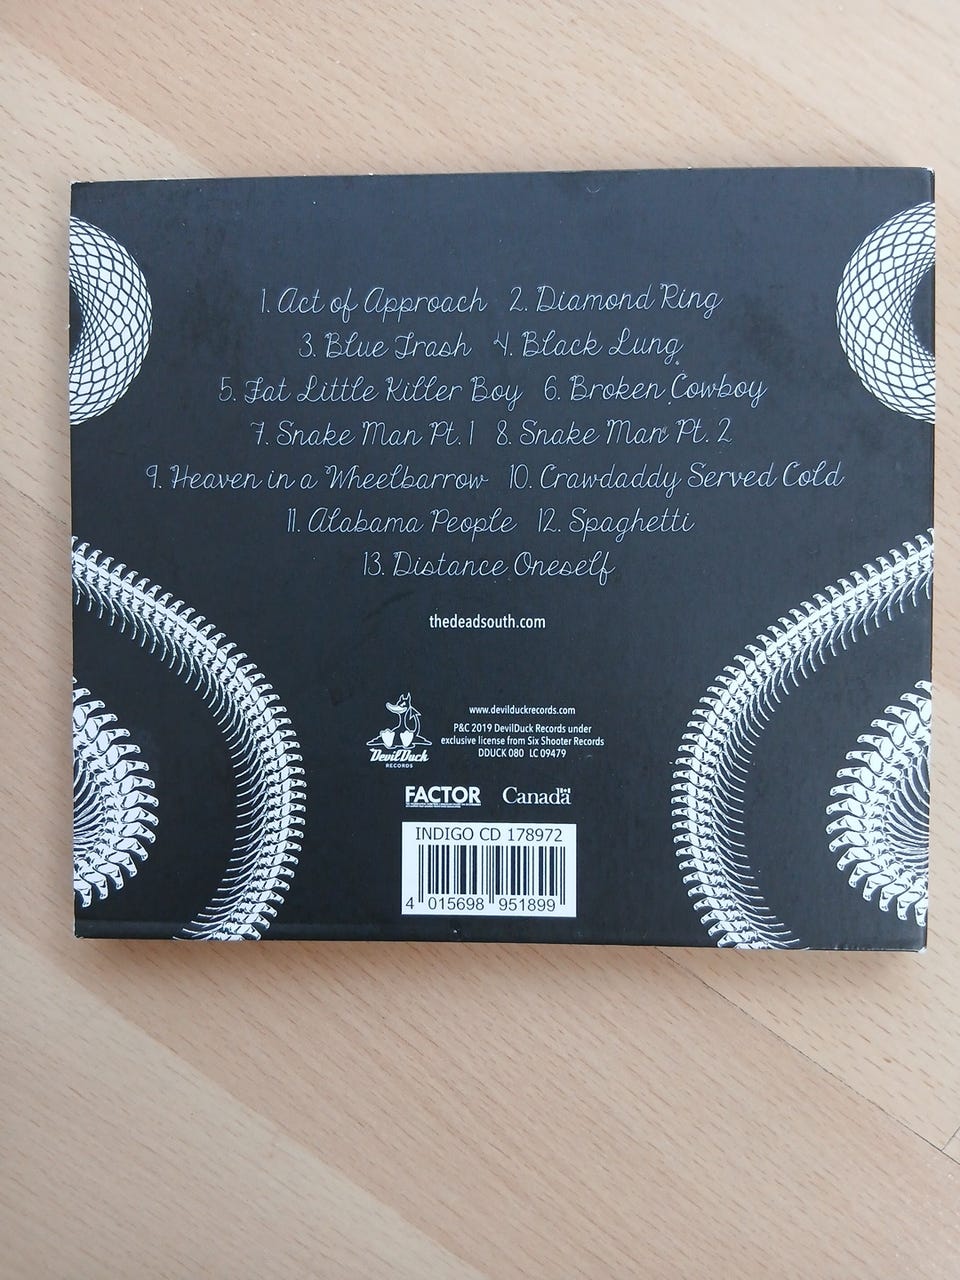 1. Act of Approach 2. Diamond Ring
3. Blue Trash 4. Black Lung
5. Fat Little Killer Boy 6. Broken Cowboy
7. Snake Man Pt. 1 8. Snake Man Pt. 2
9. Heaven in a Wheelbarrow 10. Crawdaddy Served Cold
11. Alabama People 12. Spaghetti
13. Distance Oneself
thedeadsouth.com
www.devilduckrecords.com
P&C 2019 DevilDuck Records under
exclusive license from Six Shooter Records
DDUCK 080 LC 09479
DevilDuck
RECORDS
FACTOR
Canada
INDIGO CD 178972
4 015698 951899